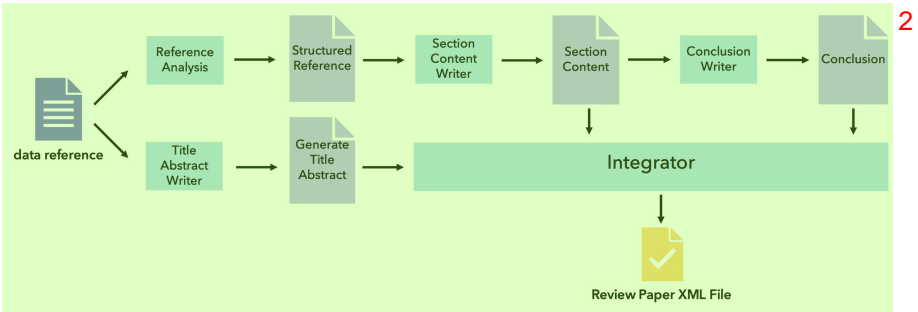 2
Reference
Analysis
Structured
Reference
Section
Content
Writer
Section
Content
Conclusion
Writer
Conclusion
data reference
Title
Abstract
Writer
Generate
Title
Abstract
Integrator
Review Paper XML File